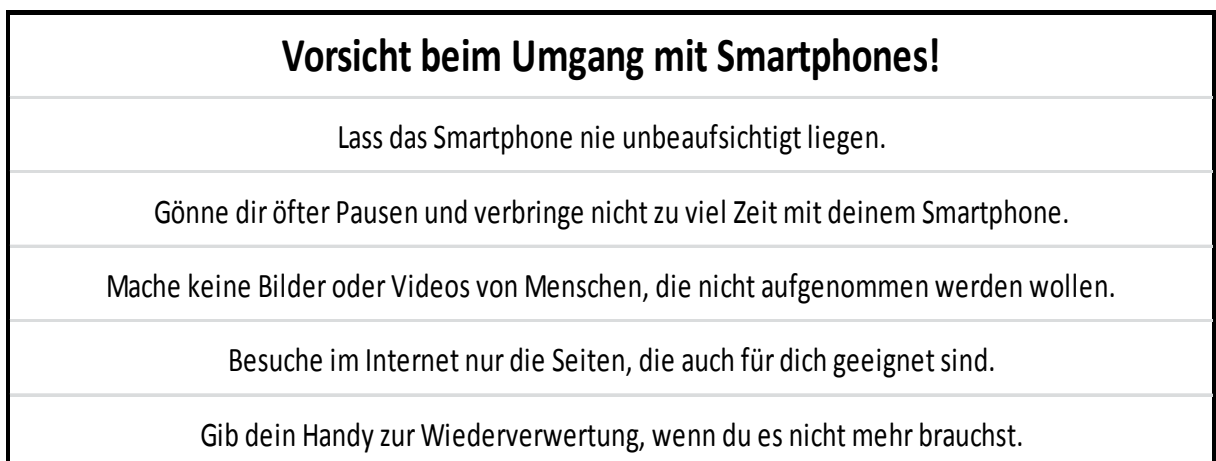 Vorsicht beim Umgang mit Smartphones!
Lass das Smartphone nie unbeaufsichtigt liegen.
Gönne dir öfter Pausen und verbringe nicht zu viel Zeit mit deinem Smartphone.
Mache keine Bilder oder Videos von Menschen, die nicht aufgenommen werden wollen.
Besuche im Internet nur die Seiten, die auch für dich geeignet sind.
Gib dein Handy zur Wiederverwertung, wenn du es nicht mehr brauchst.